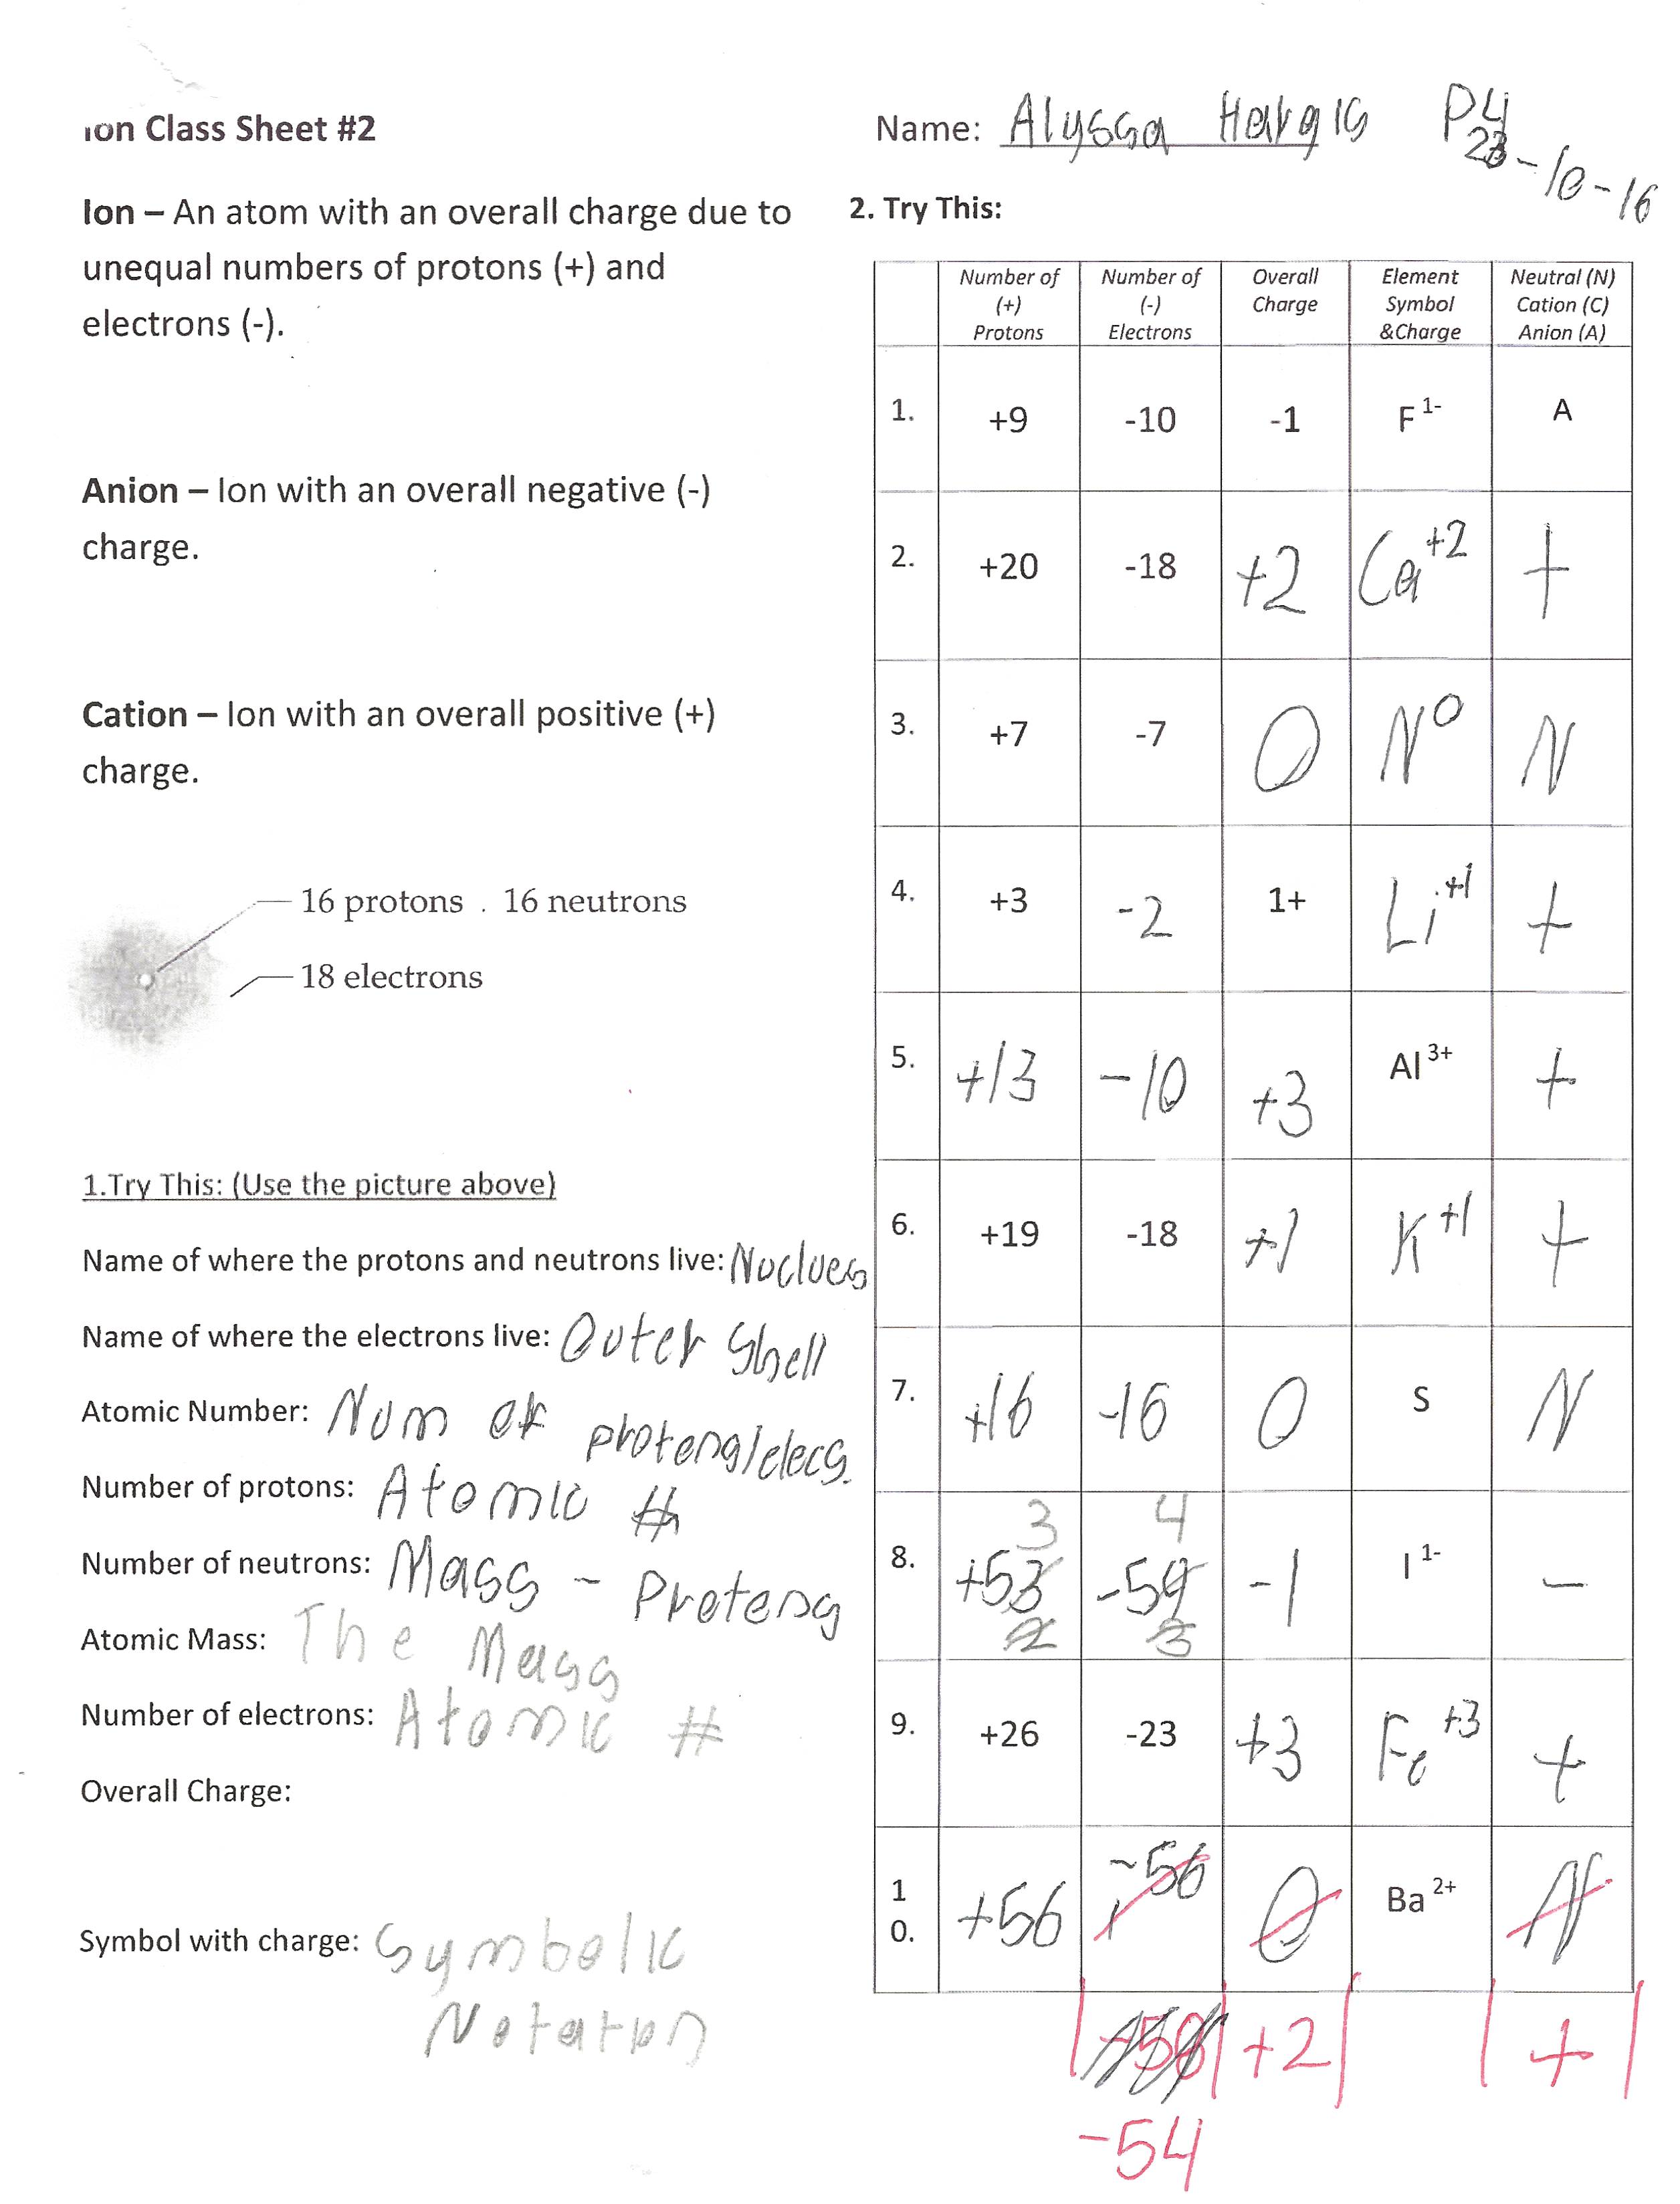 Ion Class Sheet #2
Name: Alyssa Hargis P4
23-10-16
Ion – An atom with an overall charge due to
unequal numbers of protons (+) and
electrons (-).
Anion – Ion with an overall negative (-)
charge.
Cation – Ion with an overall positive (+)
charge.
16 protons . 16 neutrons
18 electrons
1.Try This: (Use the picture above)
Name of where the protons and neutrons live: Nuclues
Name of where the electrons live: Outer Shell
Atomic Number: Num of protons/elecs.
Number of protons: Atomic #
Number of neutrons: Mass - Protons
Atomic Mass: The Mass
Number of electrons: Atomic #
Overall Charge:
Symbol with charge: Symbolic
Notation
2. Try This:
Number of (+) Protons Number of (-) Electrons Overall Charge Element Symbol &Charge Neutral (N) Cation (C) Anion (A)
1. +9 -10 -1 F 1- A
2. +20 -18 +2 Ca+2 +
3. +7 -7 0 N0 N
4. +3 -2 1+ Li+1 +
5. +13 -10 +3 Al 3+ +
6. +19 -18 +1 K+1 +
7. +16 -16 0 S N
3 4
8. +53 -54 -1 I 1- -
2 3
9. +26 -23 +3 Fe+3 +
10. +56 -56 0 Ba 2+ N
+2 +
-54